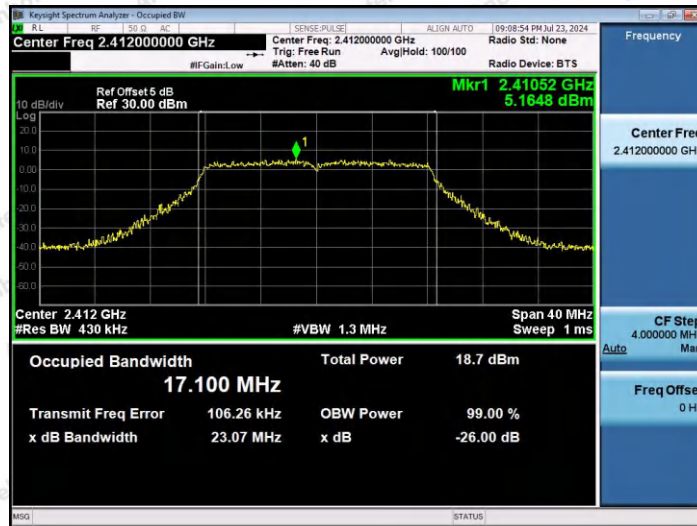 Keysight Spectrum Analyzer - Occupied BW
RL RF 50 Ω AC SENSE:PULSE ALIGN AUTO 09:08:54 PM Jul 23, 2024
Center Freq 2.412000000 GHz
Center Freq: 2.412000000 GHz
Radio Std: None
Trig: Free Run Avg|Hold: 100/100
#IFGain:Low #Atten: 40 dB Radio Device: BTS
Frequency
Ref Offset 5 dB
Mkr1 2.41052 GHz
10 dB/div Ref 30.00 dBm 5.1648 dBm
Log
20.0
10.0
0.00
-10.0
-20.0
-30.0
-40.0
-50.0
-60.0
1
Center 2.412 GHz Span 40 MHz
#Res BW 430 kHz #VBW 1.3 MHz Sweep 1 ms
Occupied Bandwidth Total Power 18.7 dBm
17.100 MHz
Transmit Freq Error 106.26 kHz OBW Power 99.00 %
x dB Bandwidth 23.07 MHz x dB -26.00 dB
Center Fre
2.412000000 GH
CF Ste
4.000000 MH
Auto Ma
Freq Offse
0 H
MSG STATUS